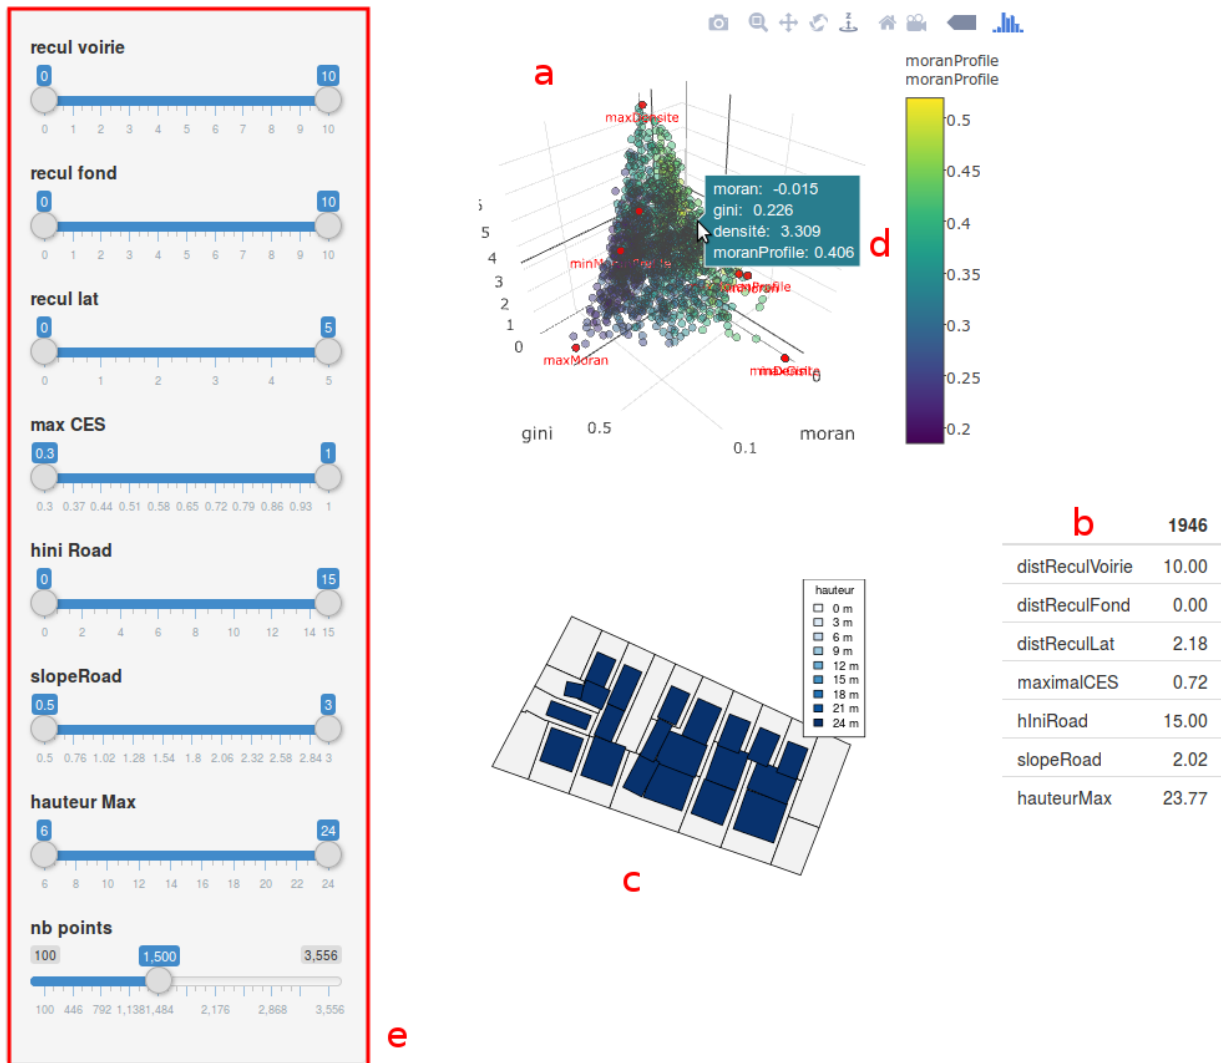 recul voirie
0 10
0 1 2 3 4 5 6 7 8 9 10
recul fond
0 10
0 1 2 3 4 5 6 7 8 9 10
recul lat
0 5
0 1 2 3 4 5
max CES
0.3 1
0.3 0.37 0.44 0.51 0.58 0.65 0.72 0.79 0.86 0.93 1
hini Road
0 15
0 2 4 6 8 10 12 14 15
slopeRoad
0.5 3
0.5 0.76 1.02 1.28 1.54 1.8 2.06 2.32 2.58 2.84 3
hauteur Max
6 24
6 8 10 12 14 16 18 20 22 24
nb points
100 1,500 3,556
100 446 792 1,138 1,484 2,176 2,868 3,556
e
a
z
maxDensite
moran: -0.015
gini: 0.226
densité: 3.309
moranProfile: 0.406
d
5
4
3
2
1
0
maxMoran
0
gini
0.5
0.1
moran
moranProfile
moranProfile
0.5
0.45
0.4
0.35
0.3
0.25
0.2
hauteur
0 m
3 m
6 m
9 m
12 m
15 m
18 m
21 m
24 m
c
b 1946
distReculVoirie 10.00
distReculFond 0.00
distReculLat 2.18
maximalCES 0.72
hIniRoad 15.00
slopeRoad 2.02
hauteurMax 23.77